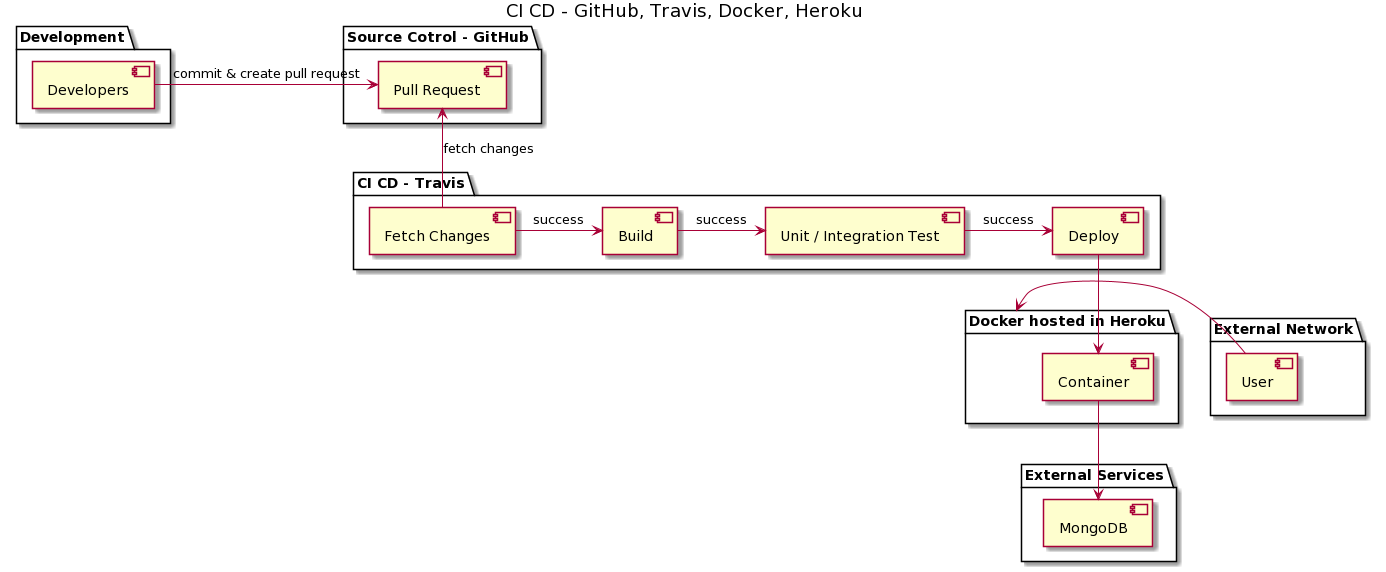 CI CD - GitHub, Travis, Docker, Heroku
Development
Source Cotrol - GitHub
Developers
commit & create pull request
Pull Request
fetch changes
CI CD - Travis
Fetch Changes
success
Build
success
Unit / Integration Test
success
Deploy
Docker hosted in Heroku
External Network
Container
User
External Services
MongoDB